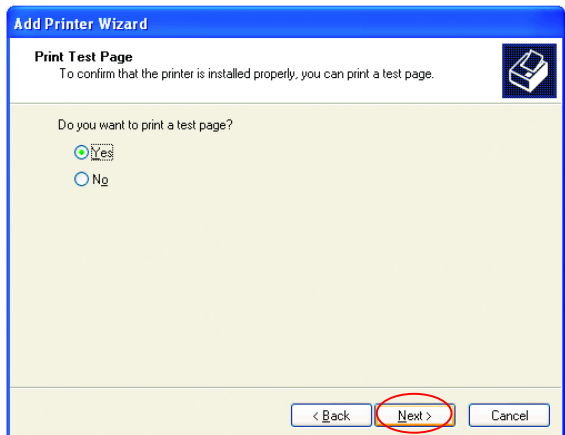 Add Printer Wizard
Print Test Page
To confirm that the printer is installed properly, you can print a test page.
Do you want to print a test page?
Yes
No
< Back Next > Cancel